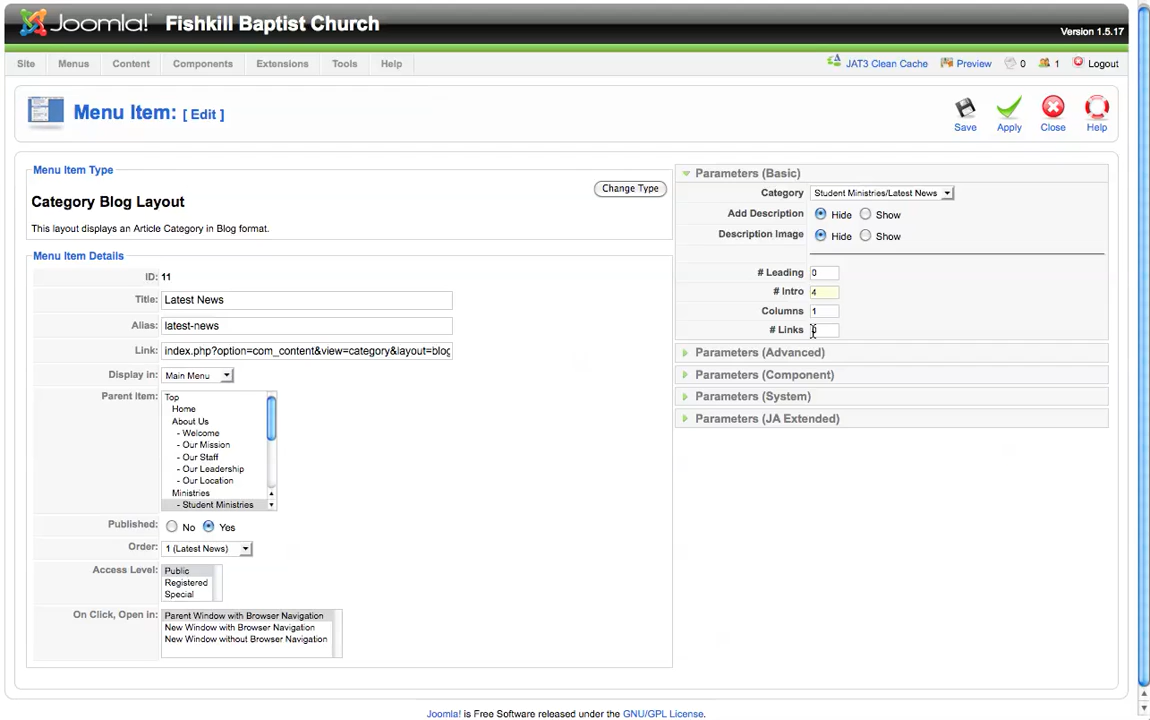 Joomla! Fishkill Baptist Church
Version 1.5.17
Site Menus Content Components Extensions Tools Help JAT3 Clean Cache Preview 0 1 Logout
Menu Item: [ Edit ]
Save Apply Close Help
Menu Item Type
Change Type
Category Blog Layout
This layout displays an Article Category in Blog format.
Menu Item Details
ID: 11
Title: Latest News
Alias: latest-news
Link: index.php?option=com_content&view=category&layout=blog
Display in: Main Menu
Parent Item: Top
Home
About Us
- Welcome
- Our Mission
- Our Staff
- Our Leadership
- Our Location
Ministries
- Student Ministries
Published: No Yes
Order: 1 (Latest News)
Access Level: Public
Registered
Special
On Click, Open in: Parent Window with Browser Navigation
New Window with Browser Navigation
New Window without Browser Navigation
Parameters (Basic)
Category Student Ministries/Latest News
Add Description Hide Show
Description Image Hide Show
# Leading 0
# Intro 4
Columns 1
# Links
Parameters (Advanced)
Parameters (Component)
Parameters (System)
Parameters (JA Extended)
Joomla! is Free Software released under the GNU/GPL License.